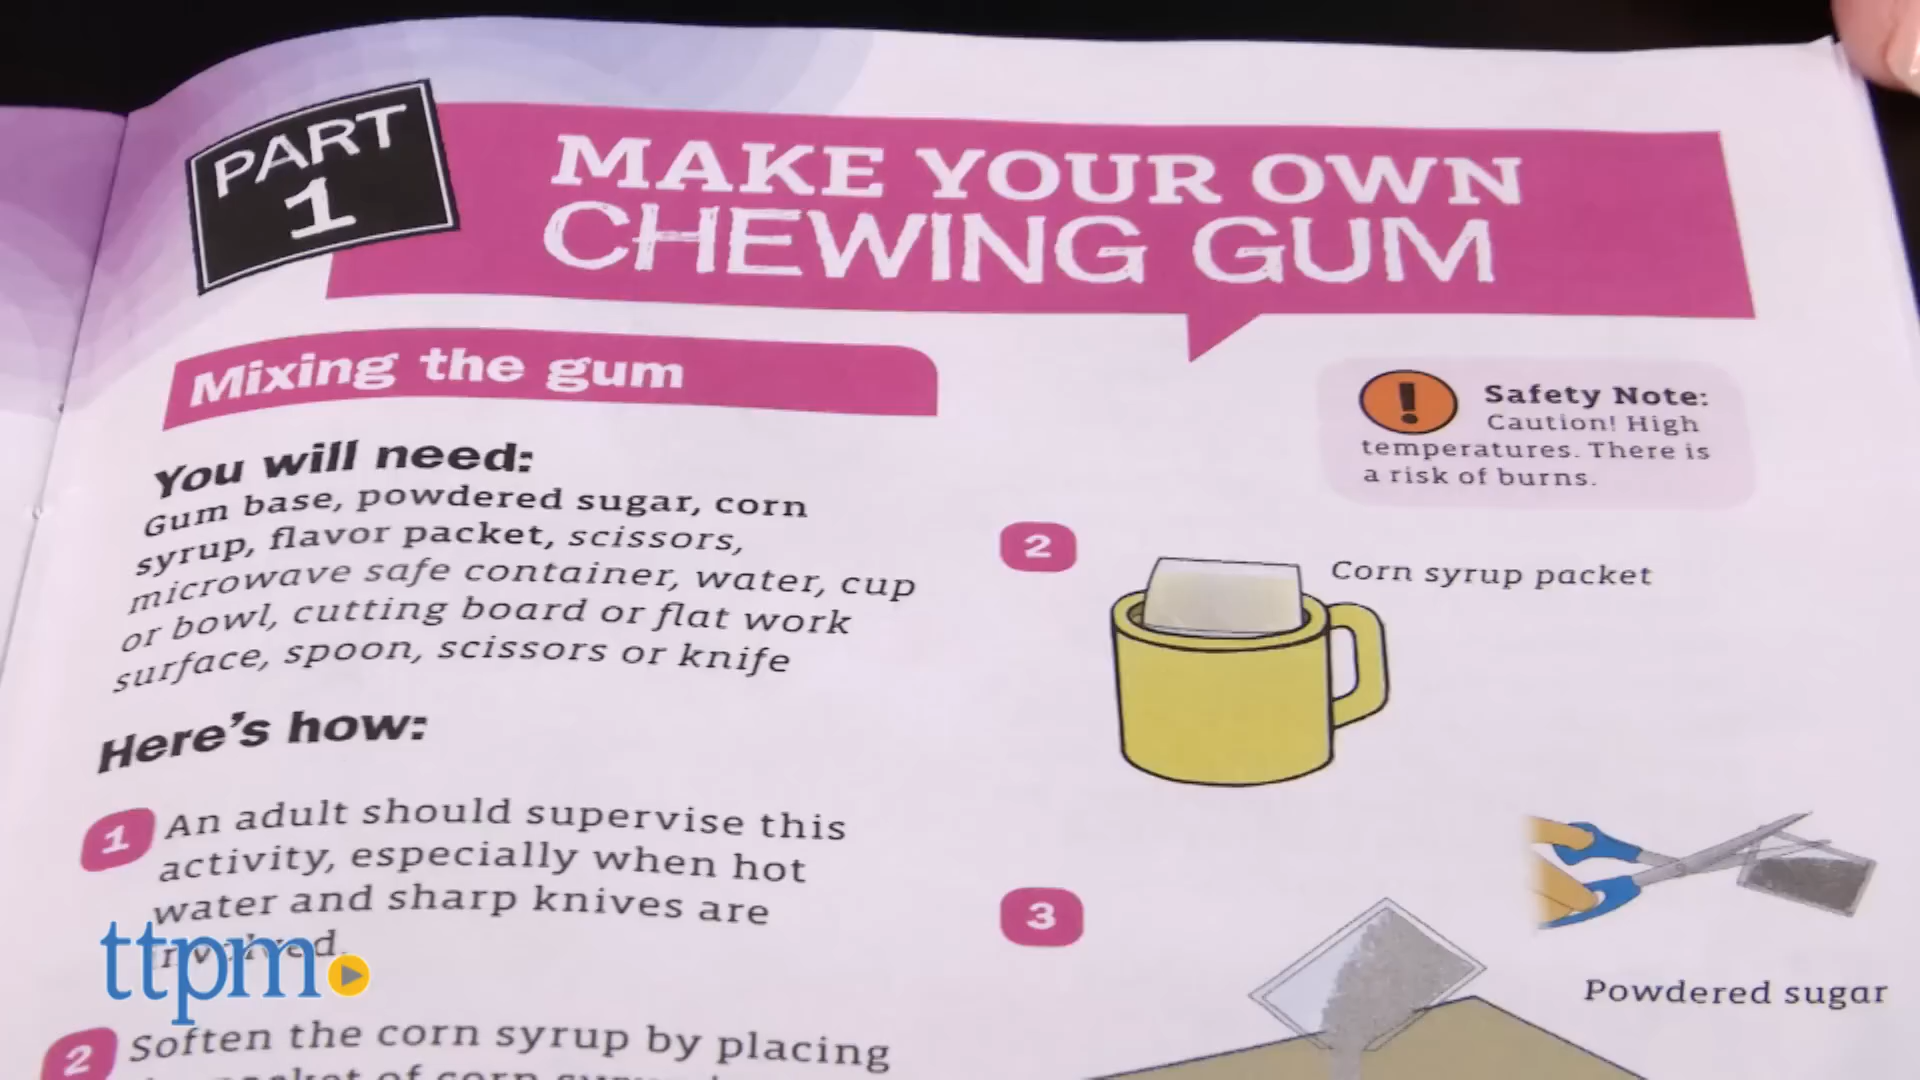 PART
1
MAKE YOUR OWN
CHEWING GUM
Mixing the gum
You will need:
Gum base, powdered sugar, corn
syrup, flavor packet, scissors,
microwave safe container, water, cup
or bowl, cutting board or flat work
surface, spoon, scissors or knife
Here's how:
1 An adult should supervise this
activity, especially when hot
water and sharp knives are
involved.
2 Soften the corn syrup by placing
packet of corn
Safety Note:
Caution! High
temperatures. There is
a risk of burns.
2
Corn syrup packet
3
Powdered sugar
ttpm